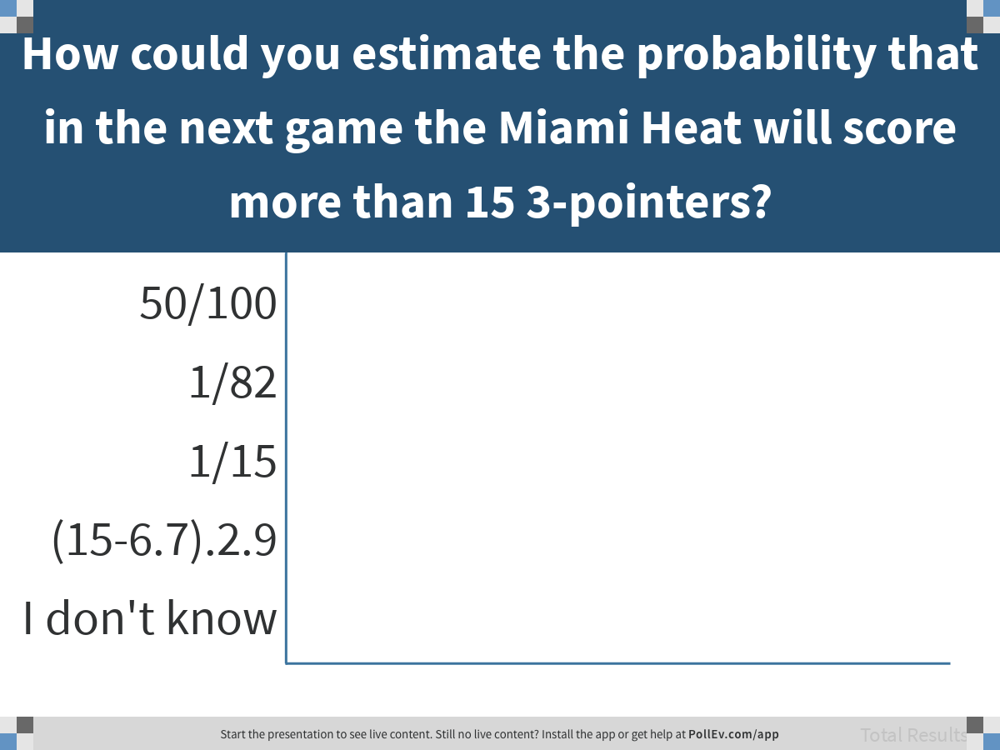 How could you estimate the probability that
in the next game the Miami Heat will score
more than 15 3-pointers?
50/100
1/82
1/15
(15-6.7).2.9
I don't know
Start the presentation to see live content. Still no live content? Install the app or get help at PollEv.com/app
Total Results